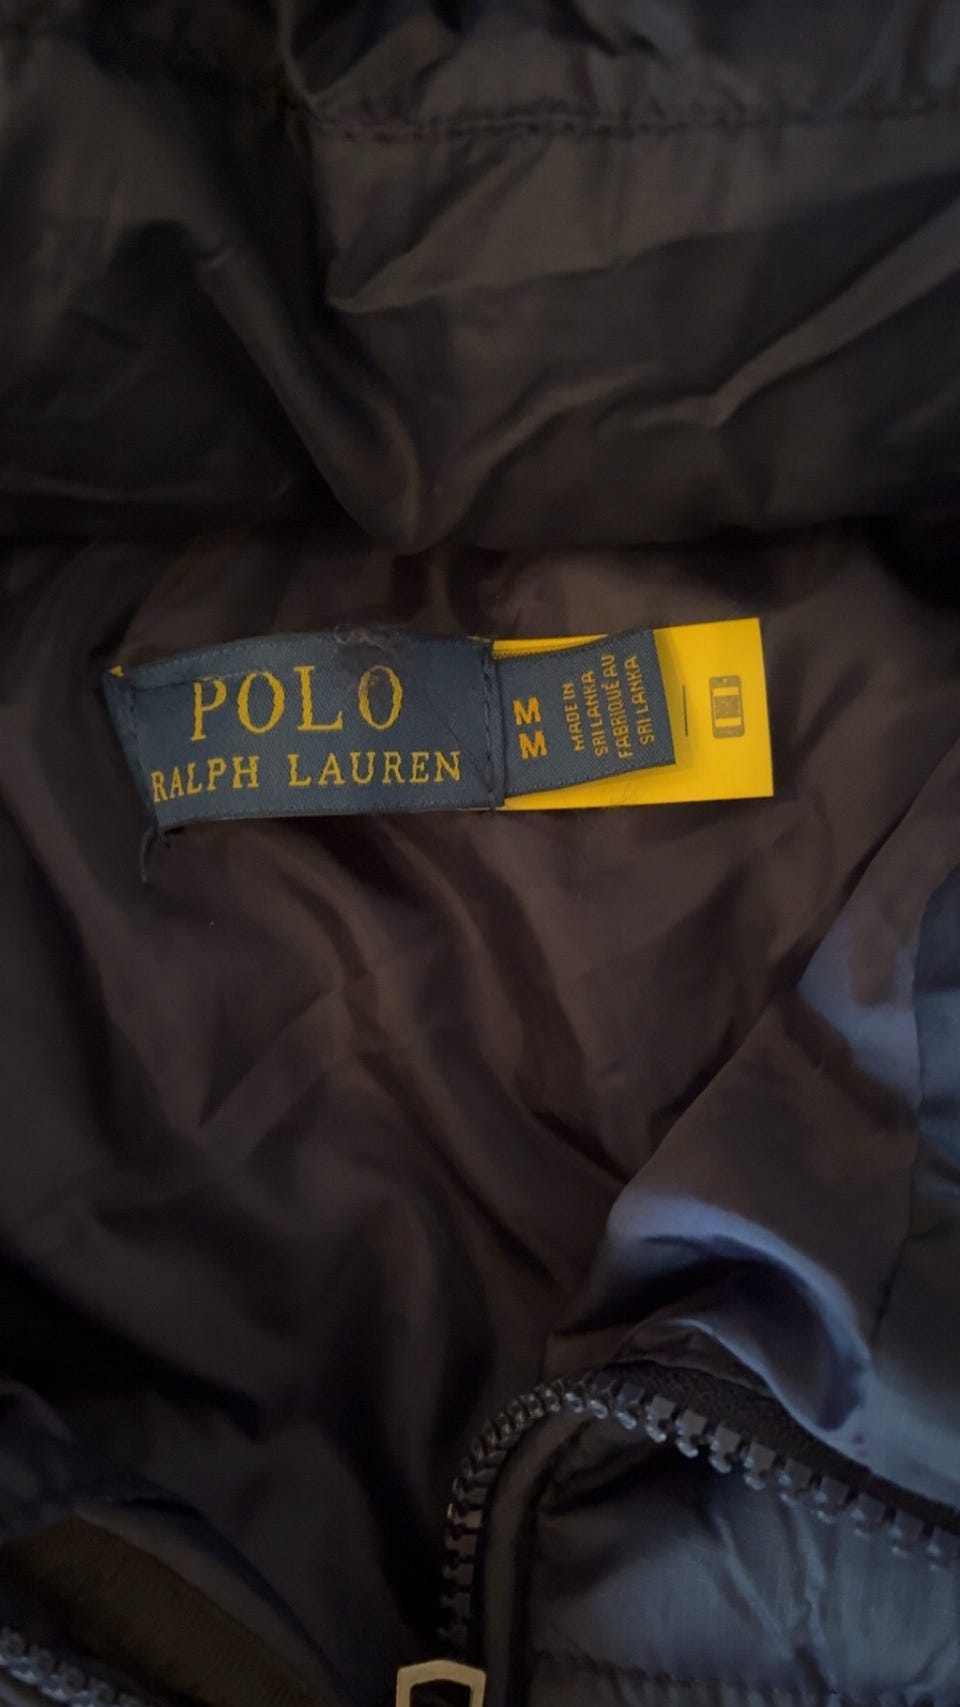 POLO
RALPH LAUREN
M
M
MADE IN
SRI LANKA
FABRIQUÉ AU
SRI LANKA